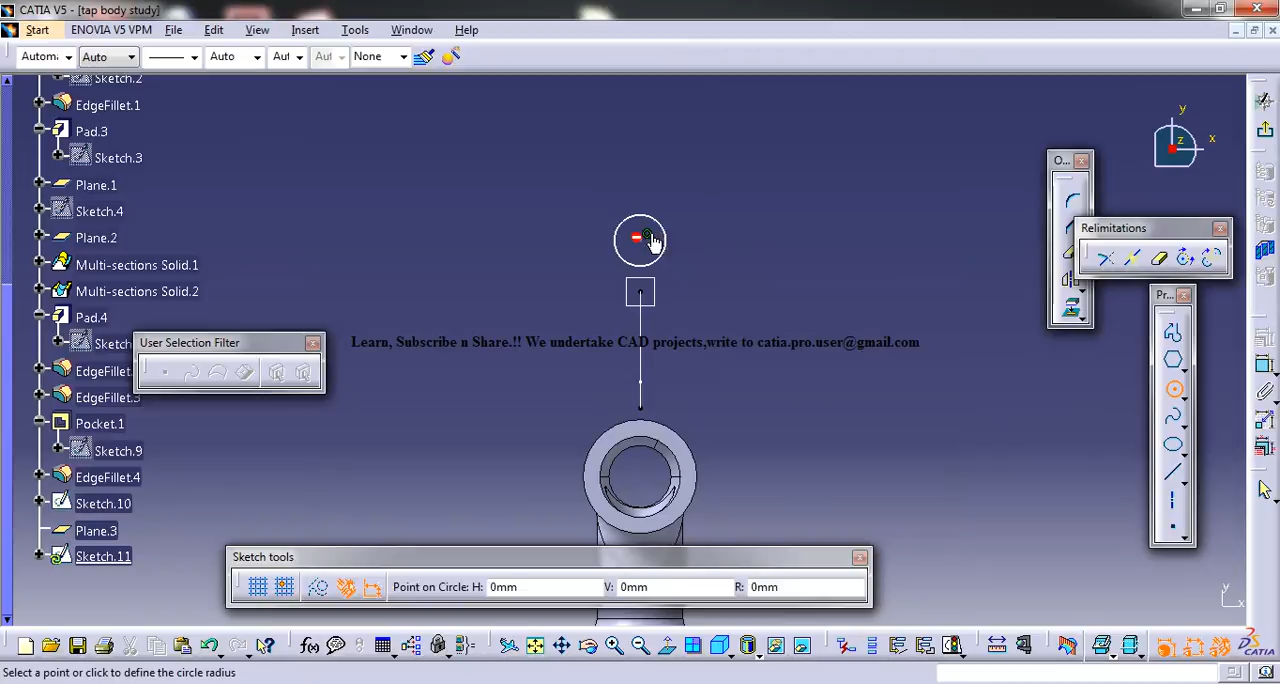 CATIA V5 - [tap body study]
Start ENOVIA V5 VPM File Edit View Insert Tools Window Help
Automa Auto Auto Aut Aut None
Sketch.2
EdgeFillet.1
Pad.3
Sketch.3
Plane.1
Sketch.4
Plane.2
Multi-sections Solid.1
Multi-sections Solid.2
Pad.4
Sketch
EdgeFillet.
EdgeFillet.3
Pocket.1
Sketch.9
EdgeFillet.4
Sketch.10
Plane.3
Sketch.11
User Selection Filter
Learn, Subscribe n Share.!! We undertake CAD projects,write to catia.pro.user@gmail.com
y
x
z
O...
Relimitations
Pr...
Sketch tools
Point on Circle: H: 0mm V: 0mm R: 0mm
y
x
f(x)
CATIA
Select a point or click to define the circle radius